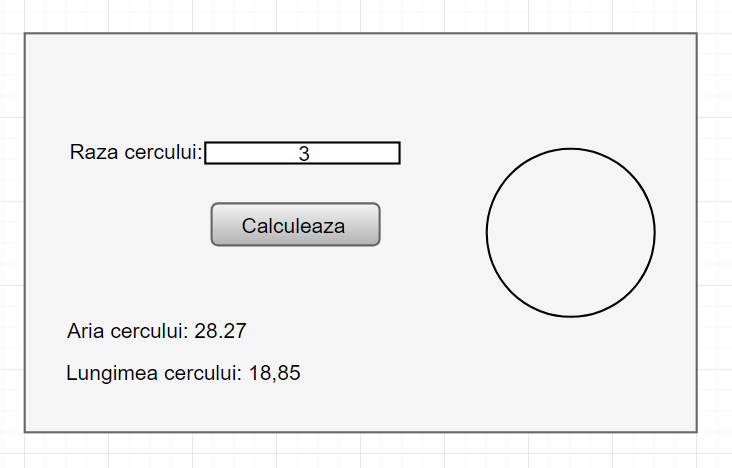 Raza cercului: 3
Calculeaza
Aria cercului: 28.27
Lungimea cercului: 18,85